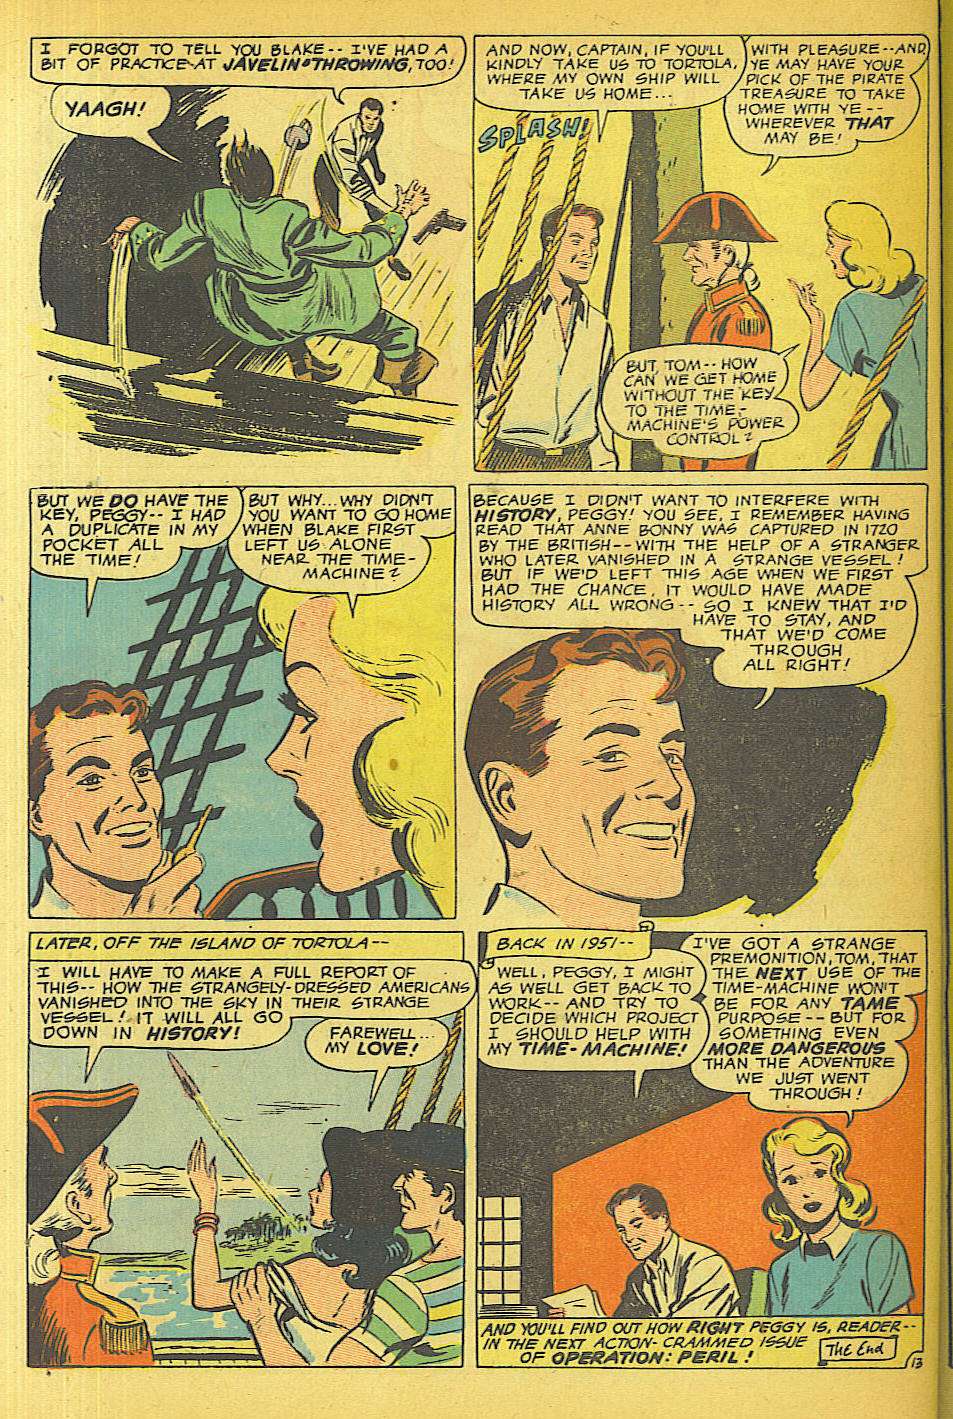 I FORGOT TO TELL YOU BLAKE-- I'VE HAD A
BIT OF PRACTICE AT JAVELIN-THROWING, TOO!
YAAGH!
AND NOW, CAPTAIN, IF YOU'LL
KINDLY TAKE US TO TORTOLA,
WHERE MY OWN SHIP WILL
TAKE US HOME...
SPLASH!
WITH PLEASURE--AND
YE MAY HAVE YOUR
PICK OF THE PIRATE
TREASURE TO TAKE
HOME WITH YE--
WHEREVER THAT
MAY BE!
BUT TOM--HOW
CAN WE GET HOME
WITHOUT THE KEY
TO THE TIME-
MACHINE'S POWER
CONTROL?
BUT WE DO HAVE THE
KEY, PEGGY-- I HAD
A DUPLICATE IN MY
POCKET ALL
THE TIME!
BUT WHY...WHY DIDN'T
YOU WANT TO GO HOME
WHEN BLAKE FIRST
LEFT US ALONE
NEAR THE TIME-
MACHINE?
BECAUSE I DIDN'T WANT TO INTERFERE WITH
HISTORY, PEGGY! YOU SEE, I REMEMBER HAVING
READ THAT ANNE BONNY WAS CAPTURED IN 1720
BY THE BRITISH--WITH THE HELP OF A STRANGER
WHO LATER VANISHED IN A STRANGE VESSEL!
BUT IF WE'D LEFT THIS AGE WHEN WE FIRST
HAD THE CHANCE, IT WOULD HAVE MADE
HISTORY ALL WRONG-- SO I KNEW THAT I'D
HAVE TO STAY, AND
THAT WE'D COME
THROUGH
ALL RIGHT!
LATER, OFF THE ISLAND OF TORTOLA--
I WILL HAVE TO MAKE A FULL REPORT OF
THIS-- HOW THE STRANGELY-DRESSED AMERICANS
VANISHED INTO THE SKY IN THEIR STRANGE
VESSEL! IT WILL ALL GO
DOWN IN HISTORY!
FAREWELL...
MY LOVE!
BACK IN 1951--
WELL, PEGGY, I MIGHT
AS WELL GET BACK TO
WORK-- AND TRY TO
DECIDE WHICH PROJECT
I SHOULD HELP WITH
MY TIME-MACHINE!
I'VE GOT A STRANGE
PREMONITION, TOM, THAT
THE NEXT USE OF THE
TIME-MACHINE WON'T
BE FOR ANY TAME
PURPOSE-- BUT FOR
SOMETHING EVEN
MORE DANGEROUS
THAN THE ADVENTURE
WE JUST WENT
THROUGH!
AND YOU'LL FIND OUT HOW RIGHT PEGGY IS, READER--
IN THE NEXT ACTION-CRAMMED ISSUE
OF OPERATION: PERIL!
THE End
13